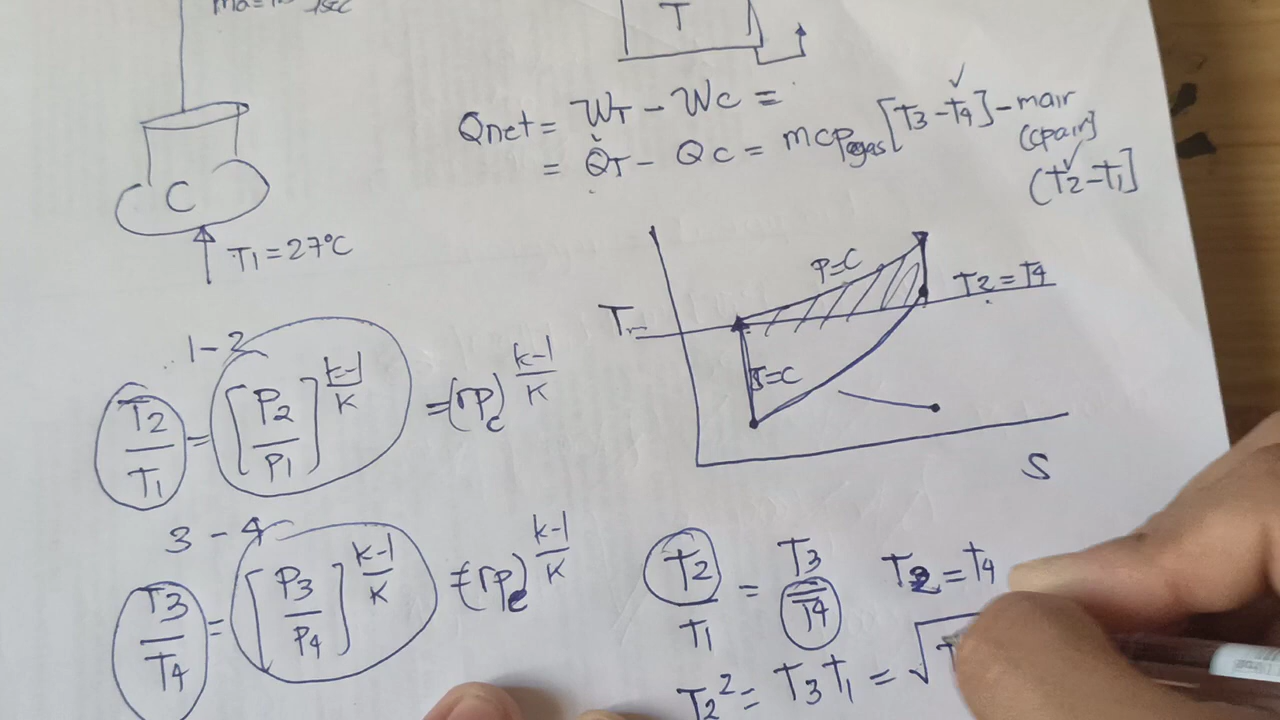 T
Qnet = WT - WC =
= QT - QC = mcpgas [T3-T4] - mair
(cpair)
(T2-T1]
C
T1 = 27°C
P=C
T2 = T4
T
S=C
S
1-2
T2/T1 = [P2/P1]^k-1/K = (rp)c^k-1/K
3-4
T3/T4 = [P3/P4]^k-1/K = (rp)c^k-1/K
T2/T1 = T3/T4
T2 = T4
T2² = T3T1 = √T